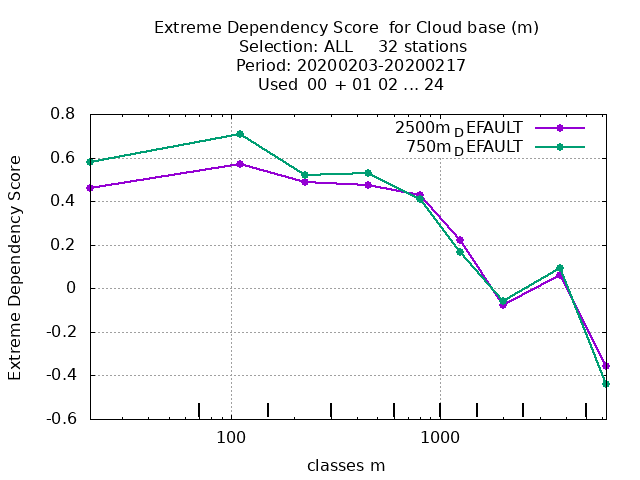 Extreme Dependency Score  for Cloud base (m)
Selection: ALL     32 stations
Period: 20200203-20200217
Used  00  + 01 02 ... 24
2500m_DEFAULT
750m_DEFAULT
0.8
0.6
0.4
0.2
0
-0.2
-0.4
-0.6
Extreme Dependency Score
100
1000
classes m